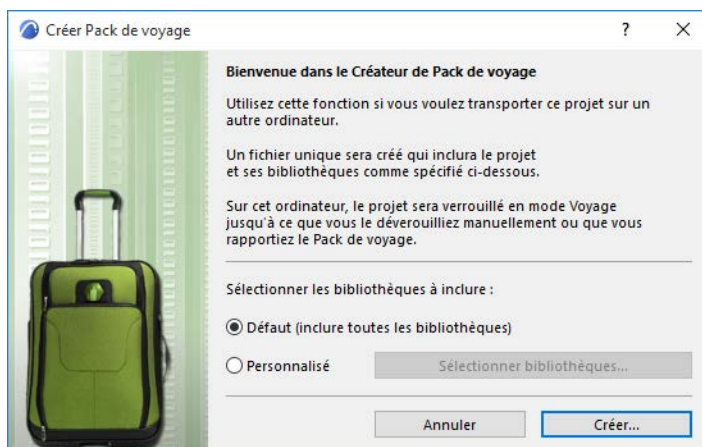 Créer Pack de voyage
?
Bienvenue dans le Créateur de Pack de voyage
Utilisez cette fonction si vous voulez transporter ce projet sur un
autre ordinateur.
Un fichier unique sera créé qui inclura le projet
et ses bibliothèques comme spécifié ci-dessous.
Sur cet ordinateur, le projet sera verrouillé en mode Voyage
jusqu'à ce que vous le déverouilliez manuellement ou que vous
rapportiez le Pack de voyage.
Sélectionner les bibliothèques à inclure :
Défaut (inclure toutes les bibliothèques)
Personnalisé Sélectionner bibliothèques...
Annuler Créer...